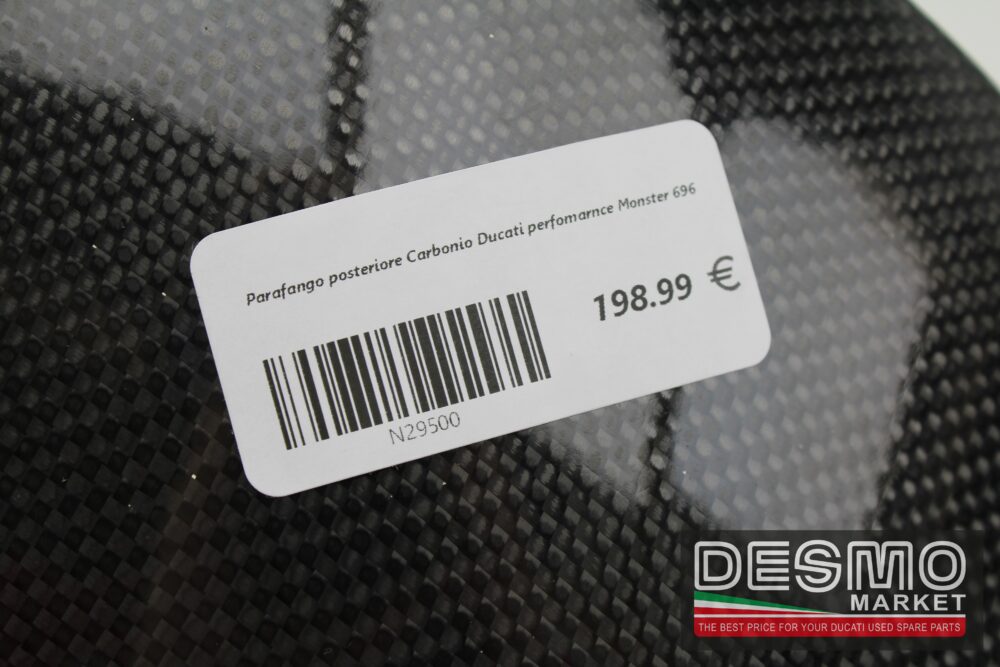 Parafango posteriore Carbonio Ducati perfomarnce Monster 696
198.99 €
N29500
DESMO
MARKET
THE BEST PRICE FOR YOUR DUCATI USED SPARE PARTS